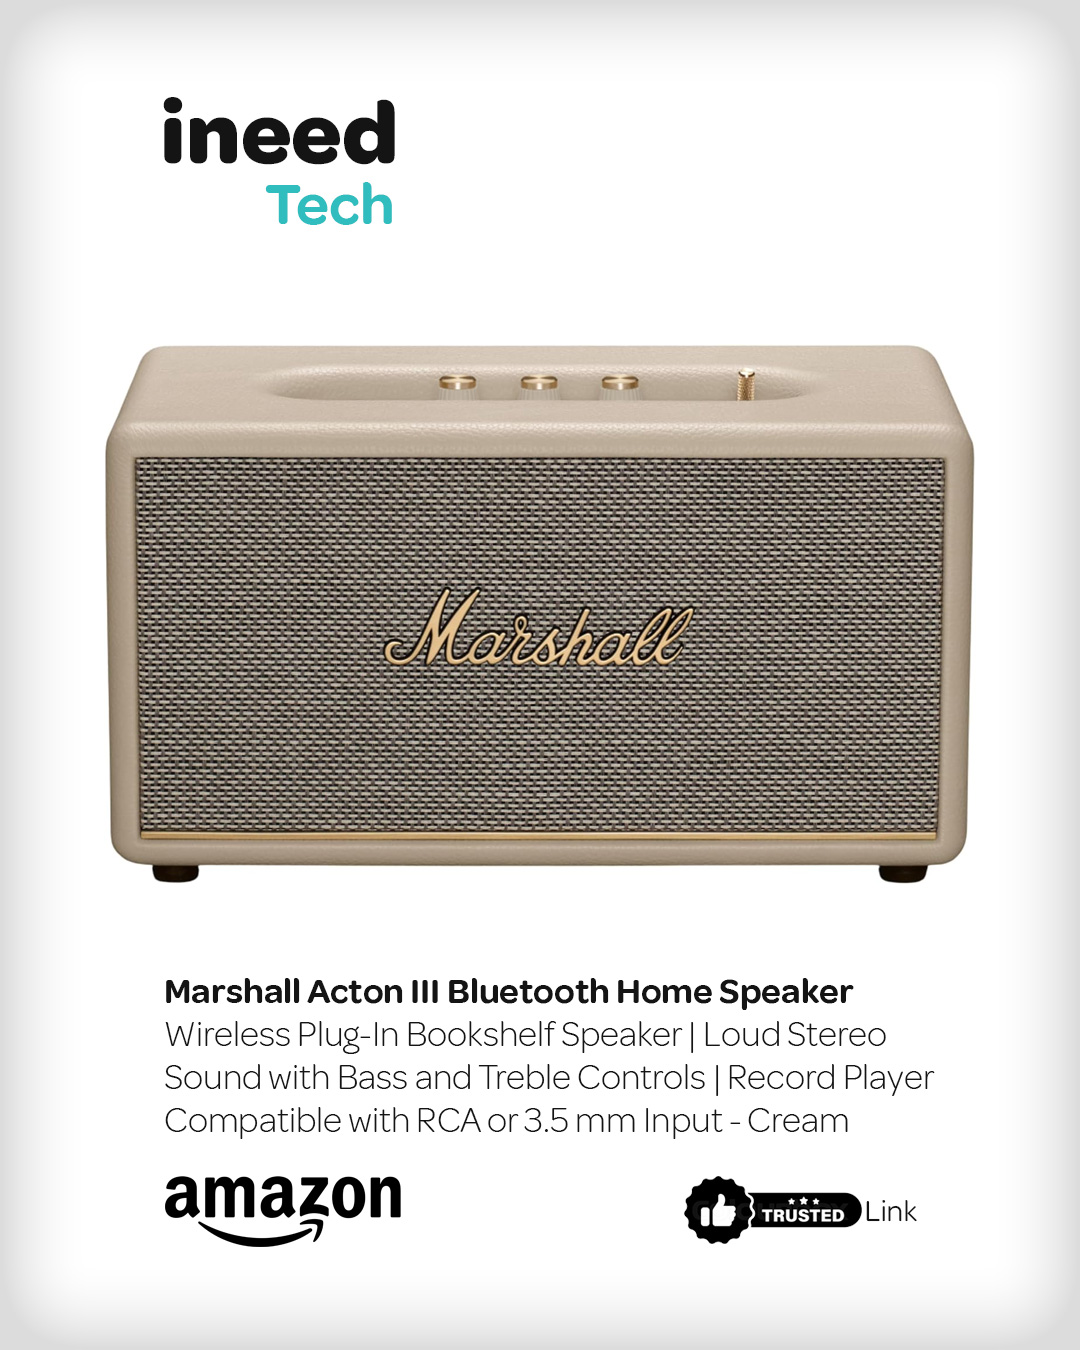 ineed
Tech
Marshall
Marshall Acton III Bluetooth Home Speaker
Wireless Plug-In Bookshelf Speaker | Loud Stereo
Sound with Bass and Treble Controls | Record Player
Compatible with RCA or 3.5 mm Input - Cream
amazon
TRUSTED Link